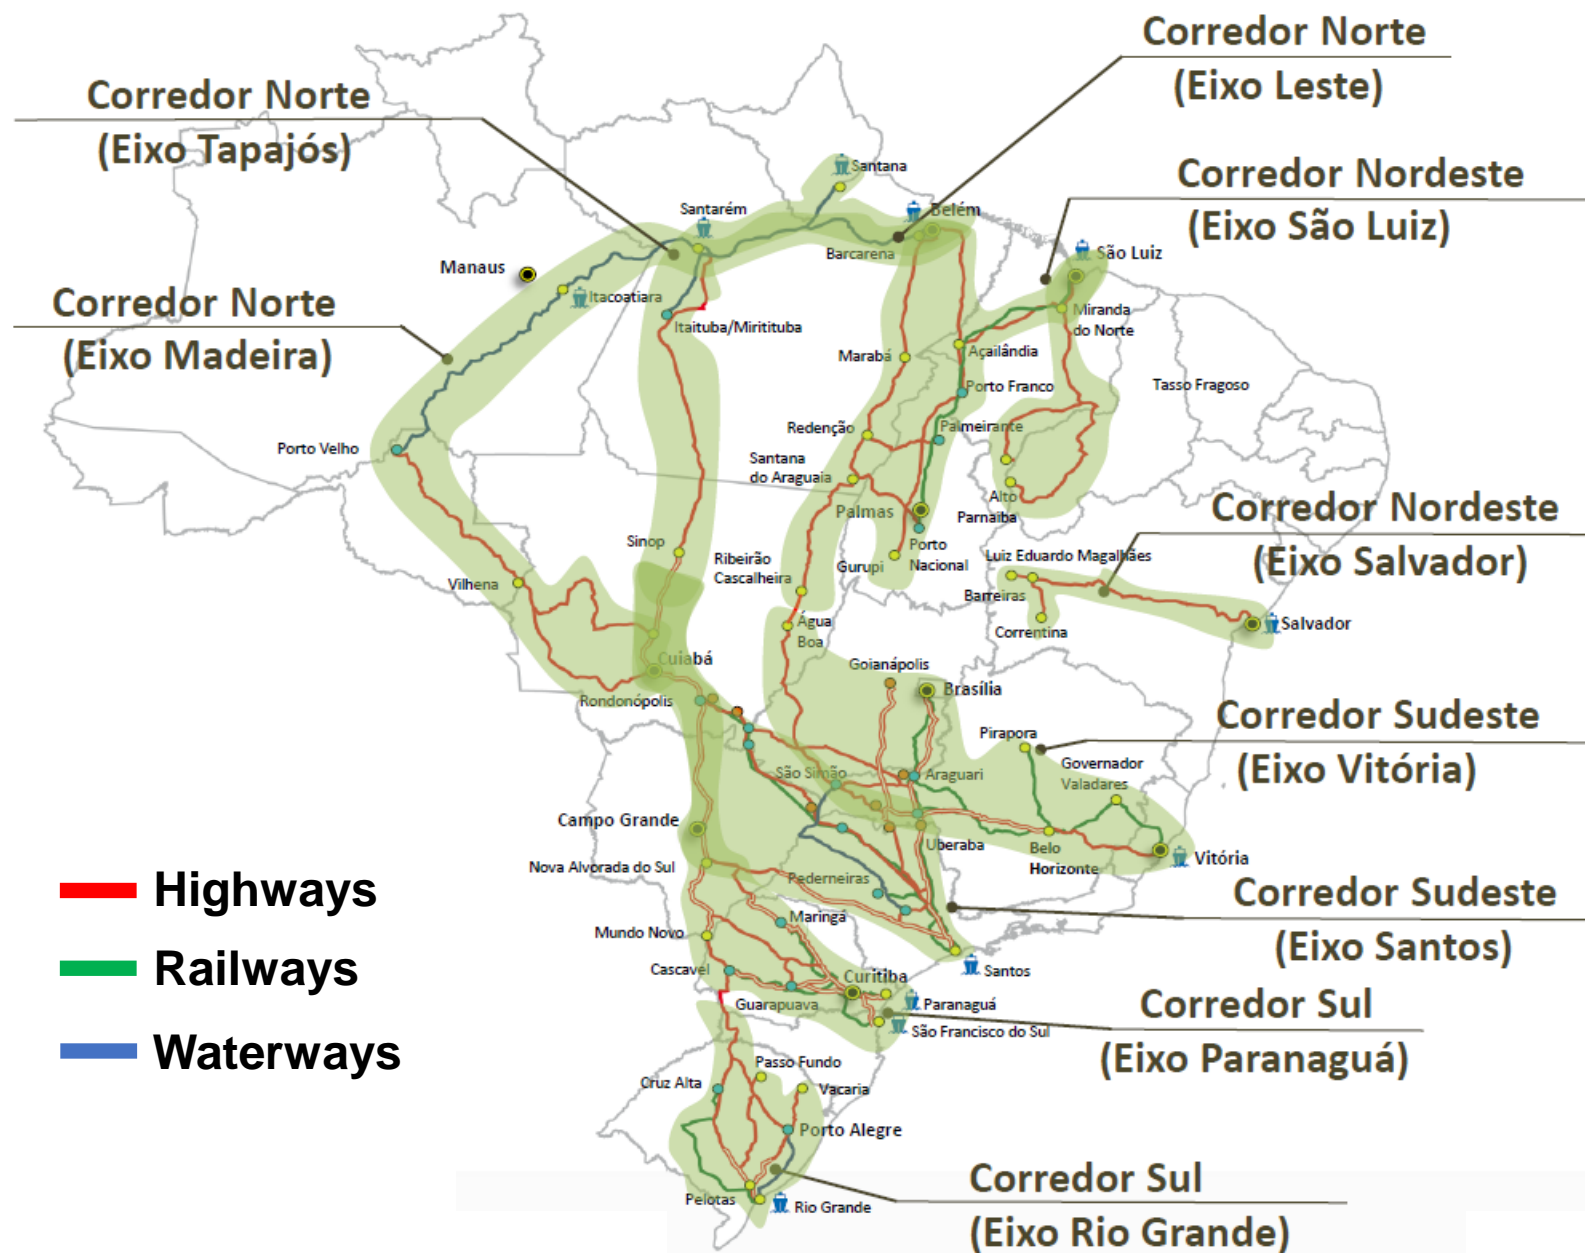 Corredor Norte
(Eixo Leste)
Corredor Norte
(Eixo Tapajós)
Santana
Corredor Nordeste
(Eixo São Luiz)
Santarém
Belém
Barcarena
São Luiz
Manaus
Itacoatiara
Corredor Norte
(Eixo Madeira)
Itaituba/Miritituba
Miranda
do Norte
Marabá
Açailândia
Porto Franco
Tasso Fragoso
Redenção
Palmeirante
Porto Velho
Santana
do Araguaia
Alto
Parnaíba
Palmas
Corredor Nordeste
(Eixo Salvador)
Sinop
Ribeirão
Cascalheira
Gurupi
Porto
Nacional
Luiz Eduardo Magalhães
Vilhena
Barreiras
Correntina
Salvador
Água
Boa
Cuiabá
Goianápolis
Brasília
Rondonópolis
Corredor Sudeste
(Eixo Vitória)
Pirapora
Governador
Valadares
São Simão
Araguari
Campo Grande
Uberaba
Belo
Horizonte
Vitória
Nova Alvorada do Sul
Pederneiras
Corredor Sudeste
(Eixo Santos)
Highways
Railways
Waterways
Maringá
Mundo Novo
Cascavel
Santos
Curitiba
Guarapuava
Paranaguá
São Francisco do Sul
Corredor Sul
(Eixo Paranaguá)
Passo Fundo
Cruz Alta
Vacaria
Porto Alegre
Pelotas
Rio Grande
Corredor Sul
(Eixo Rio Grande)